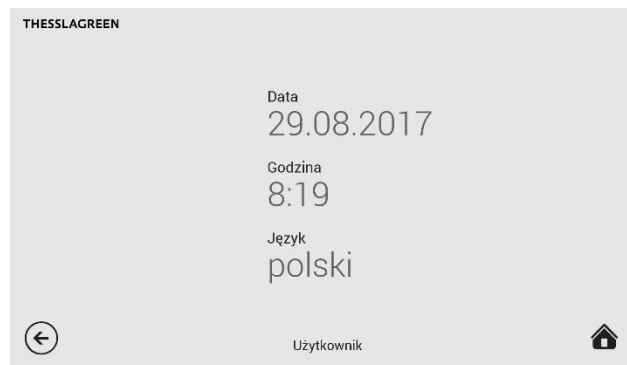 THESSLAGREEN
Data
29.08.2017
Godzina
8:19
Język
polski
Użytkownik